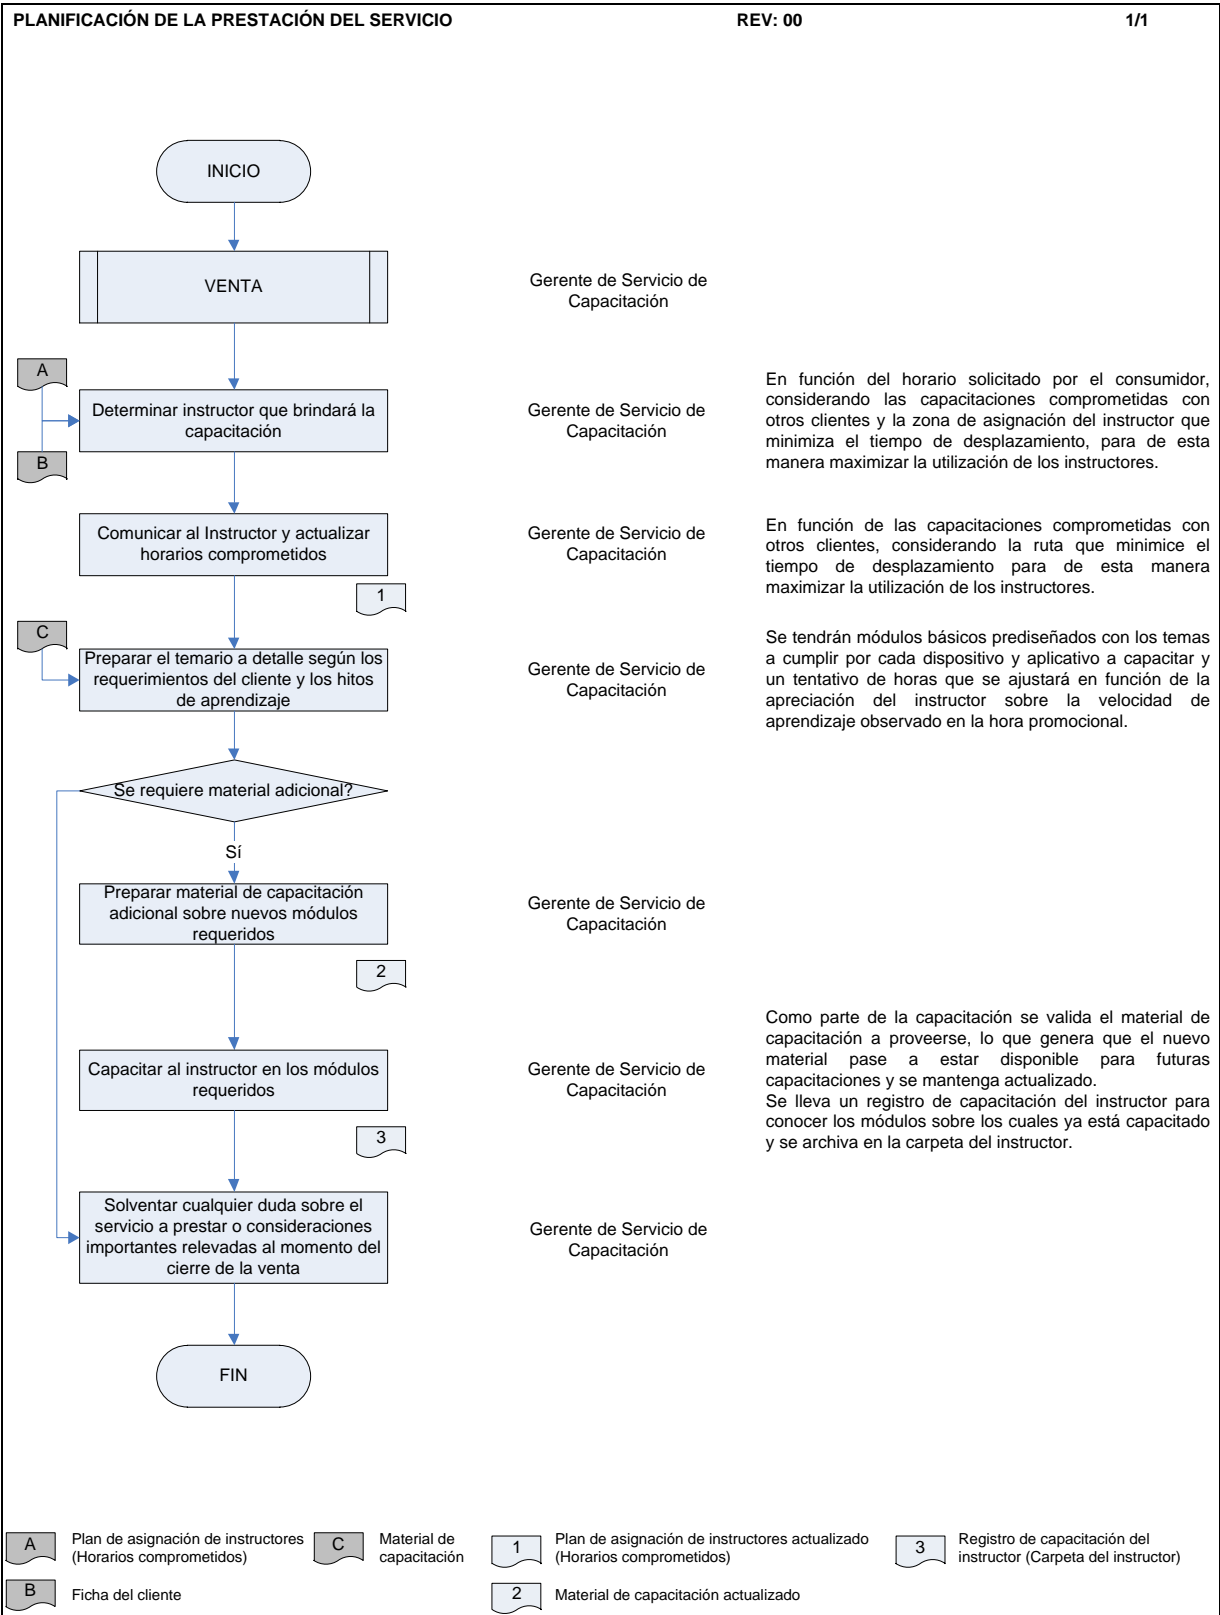 PLANIFICACIÓN DE LA PRESTACIÓN DEL SERVICIO REV: 00 1/1
INICIO
VENTA
Gerente de Servicio de
Capacitación
A
B
Determinar instructor que brindará la
capacitación
Gerente de Servicio de
Capacitación
En función del horario solicitado por el consumidor,
considerando las capacitaciones comprometidas con
otros clientes y la zona de asignación del instructor que
minimiza el tiempo de desplazamiento, para de esta
manera maximizar la utilización de los instructores.
Comunicar al Instructor y actualizar
horarios comprometidos
1
Gerente de Servicio de
Capacitación
En función de las capacitaciones comprometidas con
otros clientes, considerando la ruta que minimice el
tiempo de desplazamiento para de esta manera
maximizar la utilización de los instructores.
C
Preparar el temario a detalle según los
requerimientos del cliente y los hitos
de aprendizaje
Gerente de Servicio de
Capacitación
Se tendrán módulos básicos prediseñados con los temas
a cumplir por cada dispositivo y aplicativo a capacitar y
un tentativo de horas que se ajustará en función de la
apreciación del instructor sobre la velocidad de
aprendizaje observado en la hora promocional.
Se requiere material adicional?
Sí
Preparar material de capacitación
adicional sobre nuevos módulos
requeridos
2
Gerente de Servicio de
Capacitación
Capacitar al instructor en los módulos
requeridos
3
Gerente de Servicio de
Capacitación
Como parte de la capacitación se valida el material de
capacitación a proveerse, lo que genera que el nuevo
material pase a estar disponible para futuras
capacitaciones y se mantenga actualizado.
Se lleva un registro de capacitación del instructor para
conocer los módulos sobre los cuales ya está capacitado
y se archiva en la carpeta del instructor.
Solventar cualquier duda sobre el
servicio a prestar o consideraciones
importantes relevadas al momento del
cierre de la venta
Gerente de Servicio de
Capacitación
FIN
A
Plan de asignación de instructores
(Horarios comprometidos)
C
Material de
capacitación
1
Plan de asignación de instructores actualizado
(Horarios comprometidos)
3
Registro de capacitación del
instructor (Carpeta del instructor)
B
Ficha del cliente
2
Material de capacitación actualizado